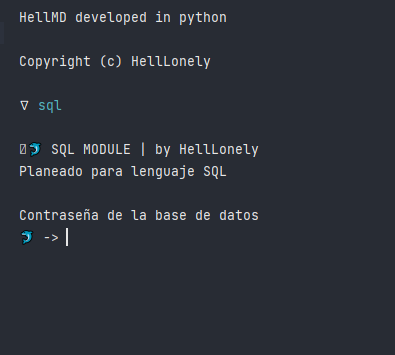 HellMD developed in python
Copyright (c) HellLonely
∇ sql
🐬 SQL MODULE | by HellLonely
Planeado para lenguaje SQL
Contraseña de la base de datos
🐬 ->